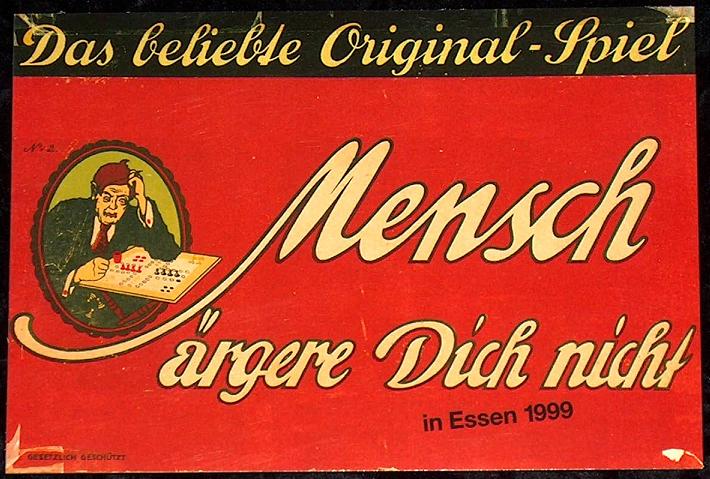 Das beliebte Original-Spiel
No 2.
Mensch
ärgere Dich nicht
in Essen 1999
GESETZLICH GESCHÜTZT